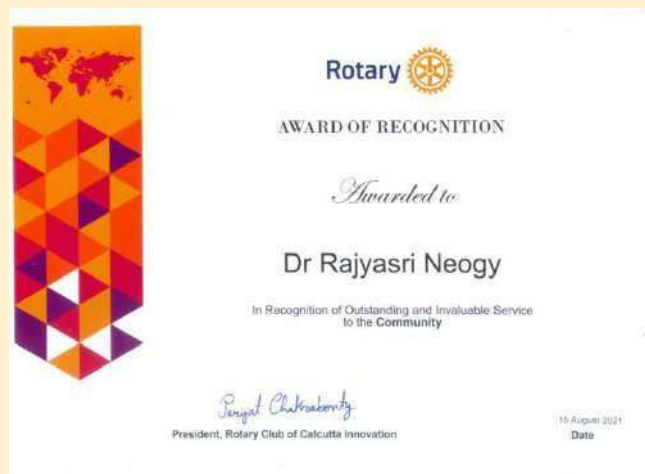 Rotary
AWARD OF RECOGNITION
Awarded to
Dr Rajyasri Neogy
In Recognition of Outstanding and Invaluable Service
to the Community
Chakraborty
President, Rotary Club of Calcutta Innovation
15 August 2021
Date